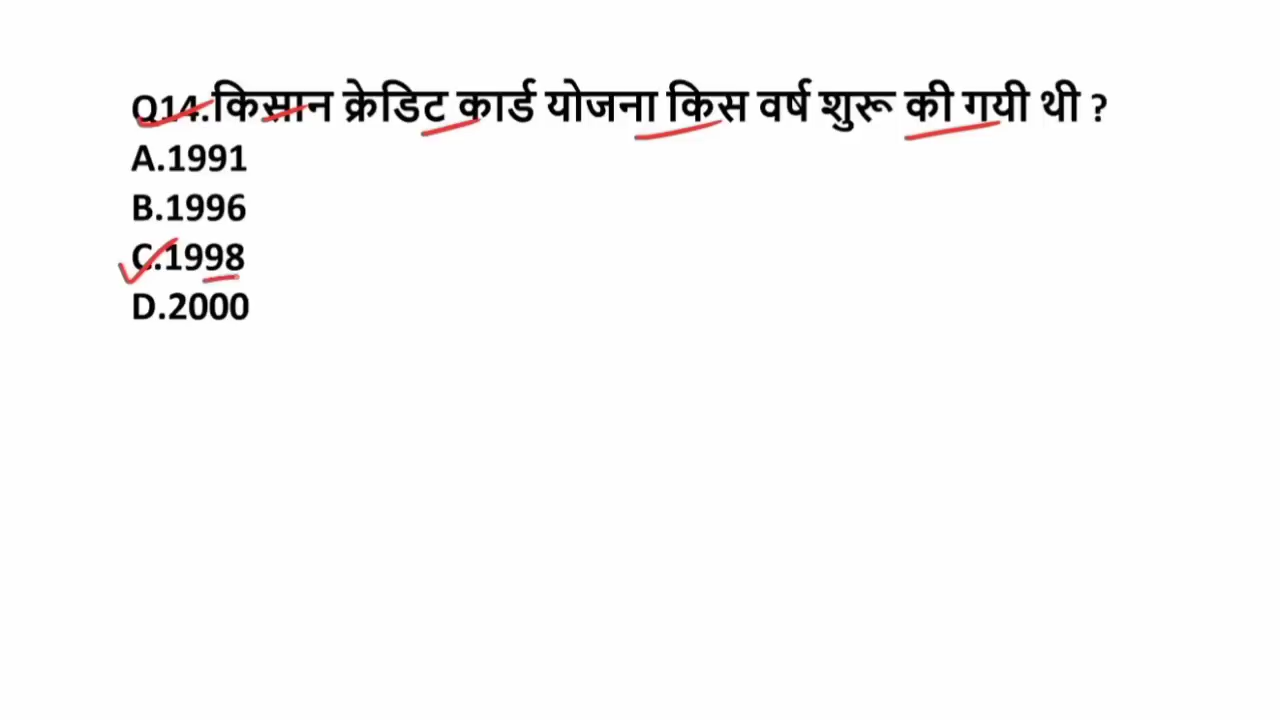 Q14.किसान क्रेडिट कार्ड योजना किस वर्ष शुरू की गयी थी ?
A.1991
B.1996
C.1998
D.2000